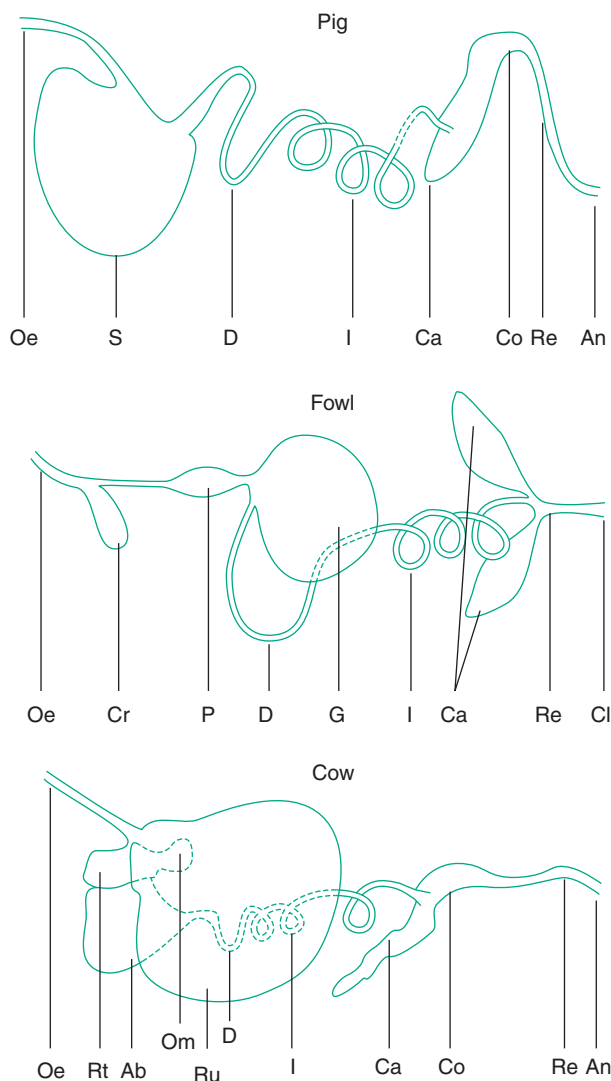 Pig
Oe S D I Ca Co Re An
Fowl
Oe Cr P D G I Ca Re Cl
Cow
Om D
Oe Rt Ab Ru I Ca Co Re An